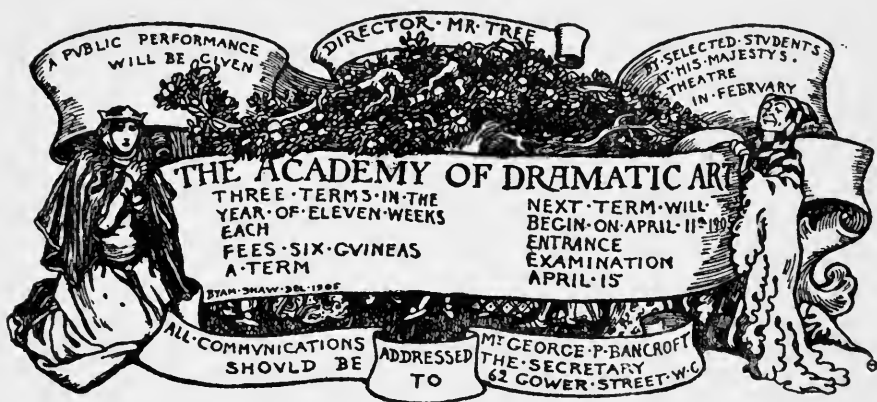 A PUBLIC PERFORMANCE
WILL BE GIVEN
DIRECTOR · MR · TREE
BY · SELECTED · STUDENTS
AT · HIS · MAJESTYS ·
THEATRE
IN · FEBRVARY
THE ACADEMY OF DRAMATIC ART
THREE · TERMS · IN · THE
YEAR · OF · ELEVEN · WEEKS
EACH
FEES · SIX · GVINEAS
A · TERM
NEXT · TERM · WILL
BEGIN · ON · APRIL · 11th
ENTRANCE
EXAMINATION
APRIL · 15
BYAM · SHAW · DEL · 1905
ALL · COMMVNICATIONS
SHOULD · BE
ADDRESSED
TO
Mr GEORGE · P · BANCROFT
THE · SECRETARY
62 GOWER · STREET · W · C